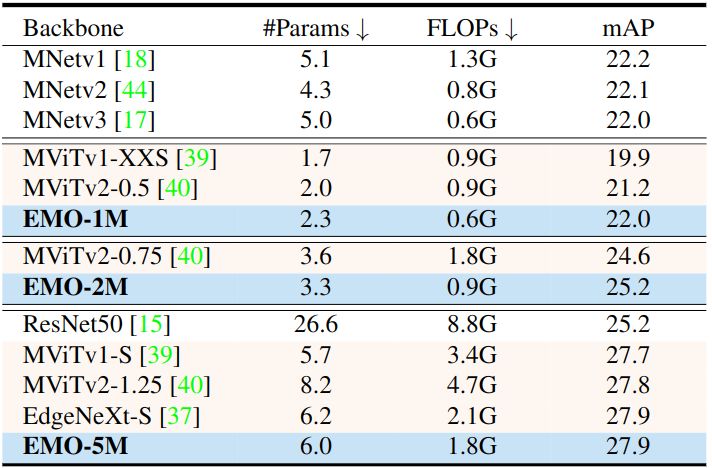 Backbone #Params ↓ FLOPs ↓ mAP
MNetv1 [18] 5.1 1.3G 22.2
MNetv2 [44] 4.3 0.8G 22.1
MNetv3 [17] 5.0 0.6G 22.0
MViTv1-XXS [39] 1.7 0.9G 19.9
MViTv2-0.5 [40] 2.0 0.9G 21.2
EMO-1M 2.3 0.6G 22.0
MViTv2-0.75 [40] 3.6 1.8G 24.6
EMO-2M 3.3 0.9G 25.2
ResNet50 [15] 26.6 8.8G 25.2
MViTv1-S [39] 5.7 3.4G 27.7
MViTv2-1.25 [40] 8.2 4.7G 27.8
EdgeNeXt-S [37] 6.2 2.1G 27.9
EMO-5M 6.0 1.8G 27.9